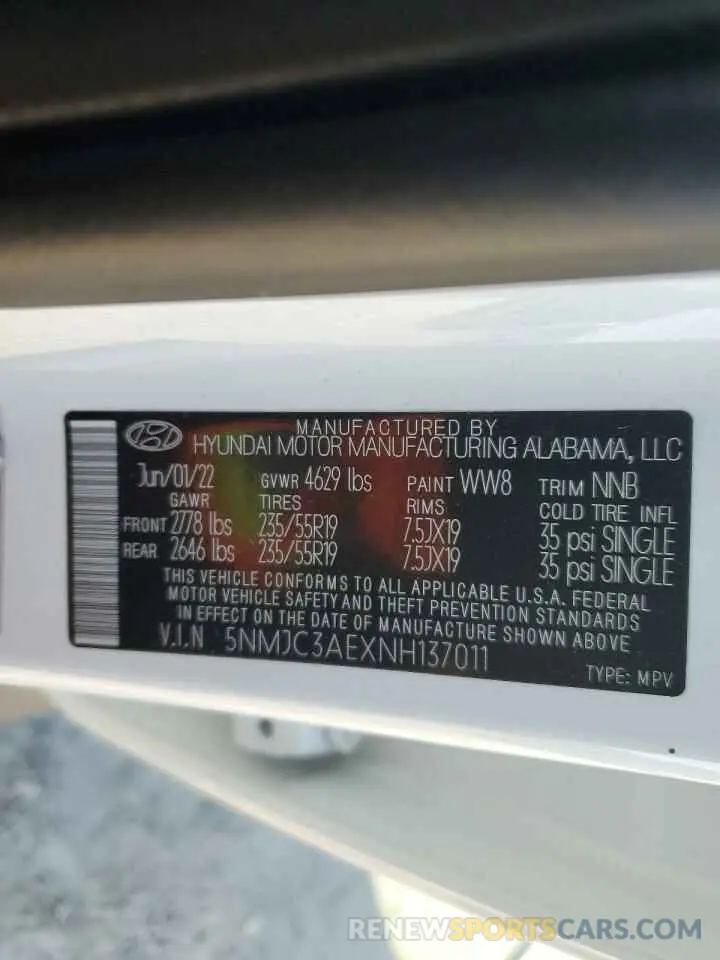 MANUFACTURED BY
HYUNDAI MOTOR MANUFACTURING ALABAMA, LLC
Jun/01/22 GVWR 4629 lbs PAINT WW8 TRIM NNB
GAWR TIRES RIMS COLD TIRE INFL
FRONT 2778 lbs 235/55R19 7.5JX19 35 psi SINGLE
REAR 2646 lbs 235/55R19 7.5JX19 35 psi SINGLE
THIS VEHICLE CONFORMS TO ALL APPLICABLE U.S.A. FEDERAL
MOTOR VEHICLE SAFETY AND THEFT PREVENTION STANDARDS
IN EFFECT ON THE DATE OF MANUFACTURE SHOWN ABOVE
V.I.N 5NMJC3AEXNH137011
TYPE: MPV
RENEWSPORTSCARS.COM